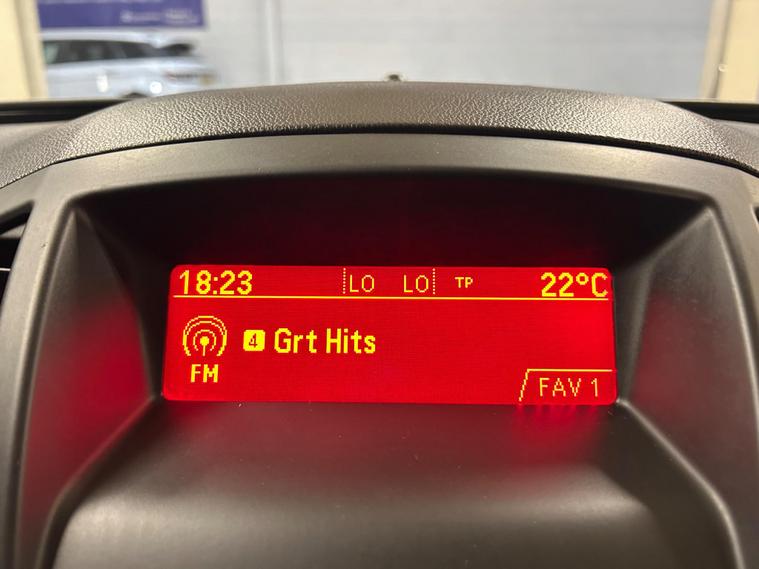 18:23 LO LO TP 22°C
4 Grt Hits
FM
FAV 1